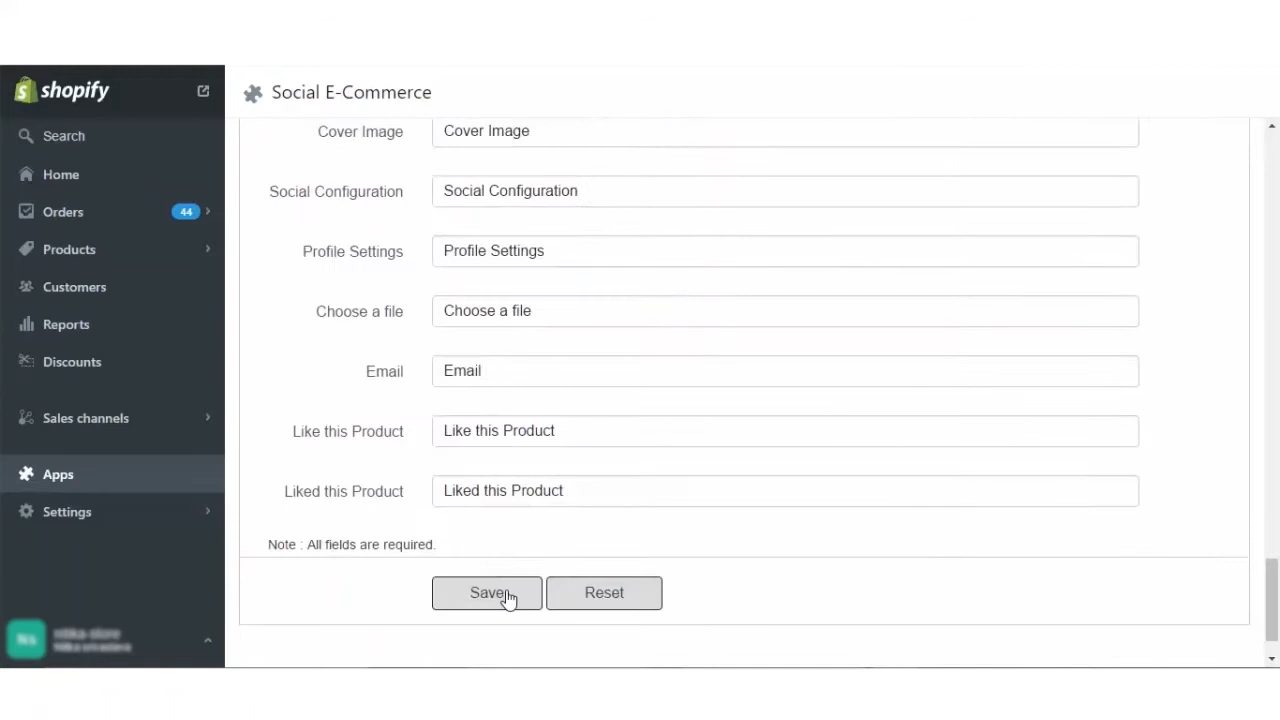 shopify
Social E-Commerce
Search
Home
Orders 44
Products
Customers
Reports
Discounts
Sales channels
Apps
Settings
Cover Image Cover Image
Social Configuration Social Configuration
Profile Settings Profile Settings
Choose a file Choose a file
Email Email
Like this Product Like this Product
Liked this Product Liked this Product
Note : All fields are required.
Save Reset